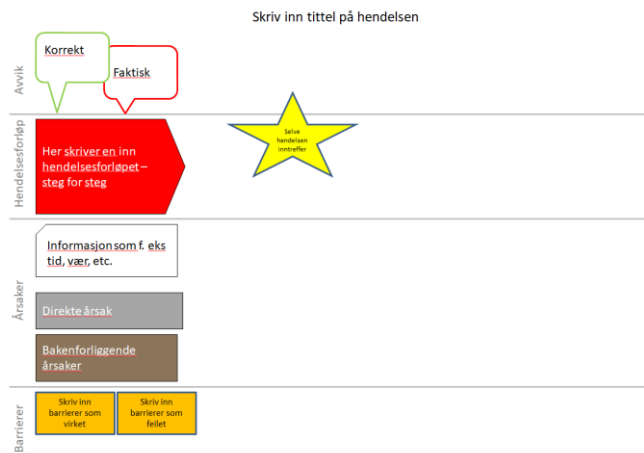 Skriv inn tittel på hendelsen
Avvik
Korrekt
Faktisk
Hendelsesforløp
Her skriver en inn
hendelsesforløpet –
steg for steg
Selve
hendelsen
inntreffer
Årsaker
Informasjon som f. eks
tid, vær, etc.
Direkte årsak
Bakenforliggende
årsaker
Barrierer
Skriv inn
barrierer som
virket
Skriv inn
barrierer som
feilet